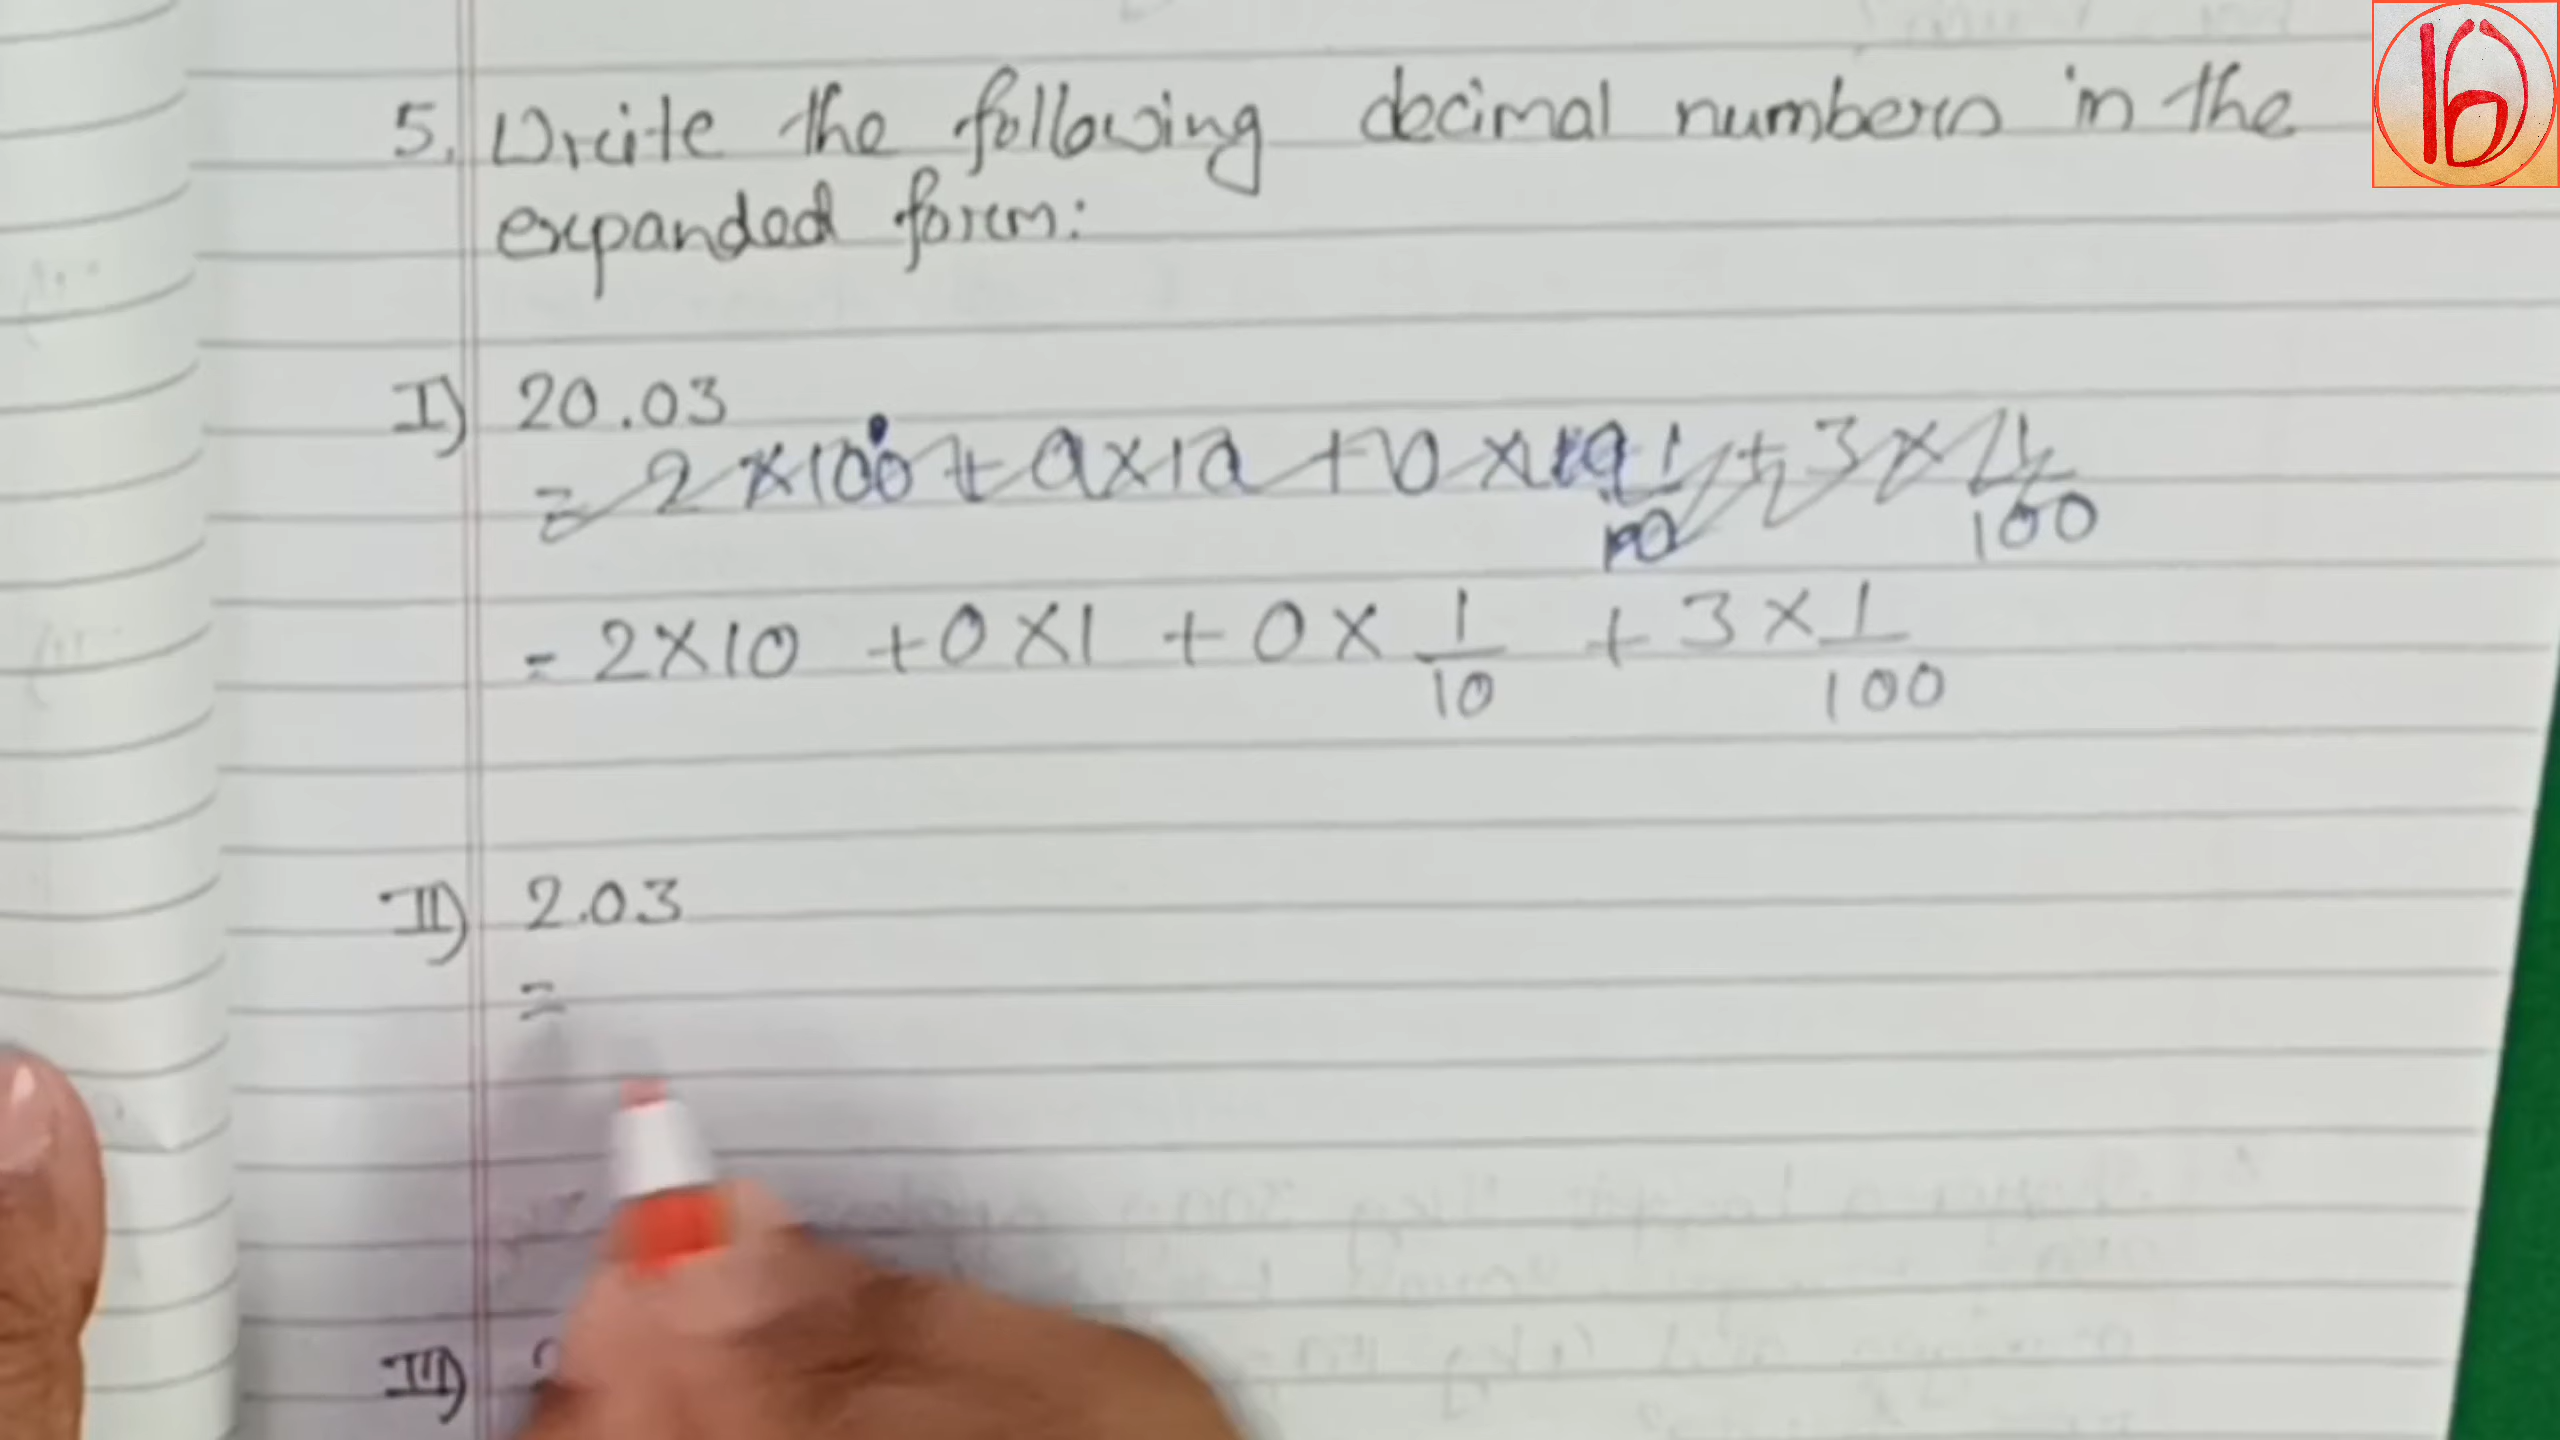 5. Write the following decimal numbers in the
expanded form:
I) 20.03
= 2 × 10 + 0 × 1 + 0 × 1/10 + 3 × 1/100
II) 2.03
=
III)